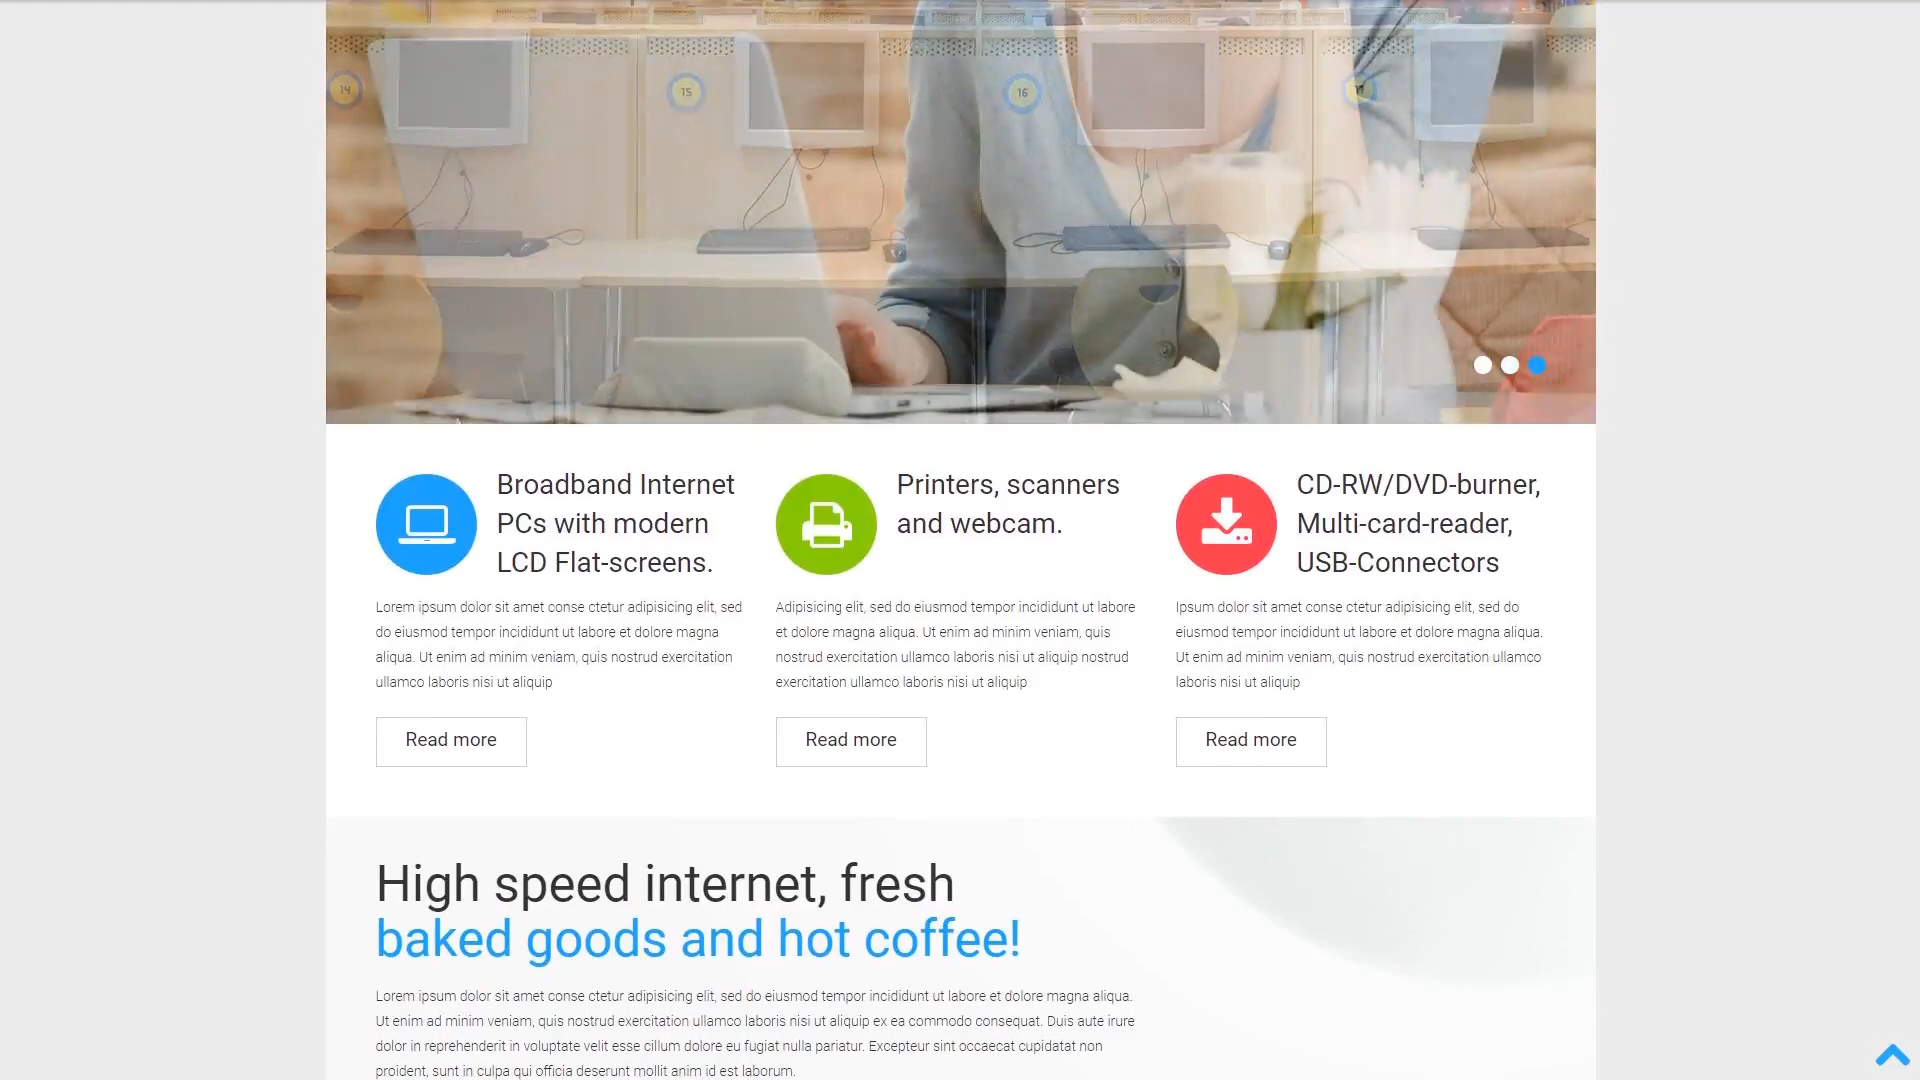 14
15
16
Broadband Internet
PCs with modern
LCD Flat-screens.
Lorem ipsum dolor sit amet conse ctetur adipisicing elit, sed
do eiusmod tempor incididunt ut labore et dolore magna
aliqua. Ut enim ad minim veniam, quis nostrud exercitation
ullamco laboris nisi ut aliquip
Read more
Printers, scanners
and webcam.
Adipisicing elit, sed do eiusmod tempor incididunt ut labore
et dolore magna aliqua. Ut enim ad minim veniam, quis
nostrud exercitation ullamco laboris nisi ut aliquip nostrud
exercitation ullamco laboris nisi ut aliquip
Read more
CD-RW/DVD-burner,
Multi-card-reader,
USB-Connectors
Ipsum dolor sit amet conse ctetur adipisicing elit, sed do
eiusmod tempor incididunt ut labore et dolore magna aliqua.
Ut enim ad minim veniam, quis nostrud exercitation ullamco
laboris nisi ut aliquip
Read more
High speed internet, fresh
baked goods and hot coffee!
Lorem ipsum dolor sit amet conse ctetur adipisicing elit, sed do eiusmod tempor incididunt ut labore et dolore magna aliqua.
Ut enim ad minim veniam, quis nostrud exercitation ullamco laboris nisi ut aliquip ex ea commodo consequat. Duis aute irure
dolor in reprehenderit in voluptate velit esse cillum dolore eu fugiat nulla pariatur. Excepteur sint occaecat cupidatat non
proident, sunt in culpa qui officia deserunt mollit anim id est laborum.